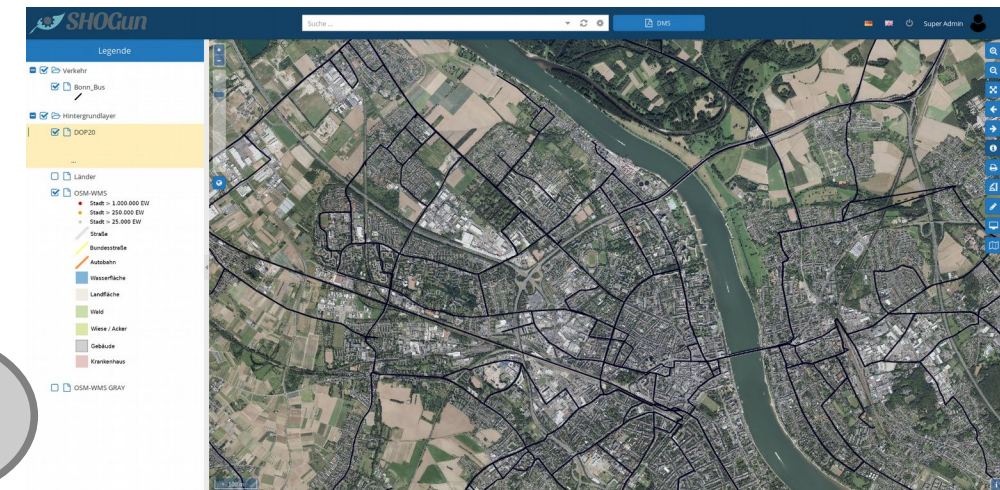 SHOGun
Suche ...
DMS
Super Admin
Legende
Verkehr
Bonn_Bus
Hintergrundlayer
DOP20
...
Länder
OSM-WMS
Stadt > 1.000.000 EW
Stadt > 250.000 EW
Stadt > 25.000 EW
Straße
Bundesstraße
Autobahn
Wasserfläche
Landfläche
Wald
Wiese / Acker
Gebäude
Krankenhaus
OSM-WMS GRAY